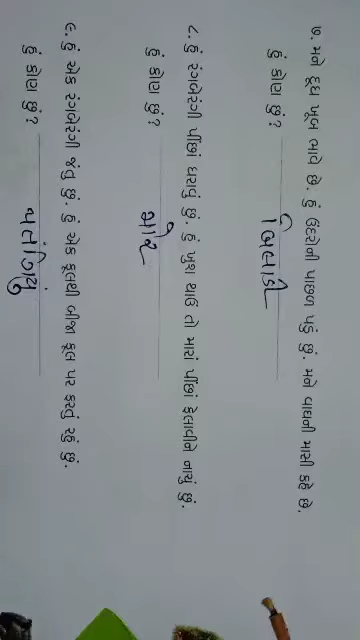 ૭. મને દૂધ ખૂબ ભાવે છે. હું ઉંદરોની પાછળ પડું છું. મને વાઘની માસી કહે છે.
હું કોણ છું? બિલાડી
૮. હું રંગબેરંગી પીંછાં ધરાવું છું. હું ખુશ થાઉં તો મારાં પીંછાં ફેલાવીને નાચું છું.
હું કોણ છું? મોર
૯. હું એક રંગબેરંગી જંતુ છું. હું એક ફૂલથી બીજા ફૂલ પર ફરતું રહું છું.
હું કોણ છું? પતંગિયું